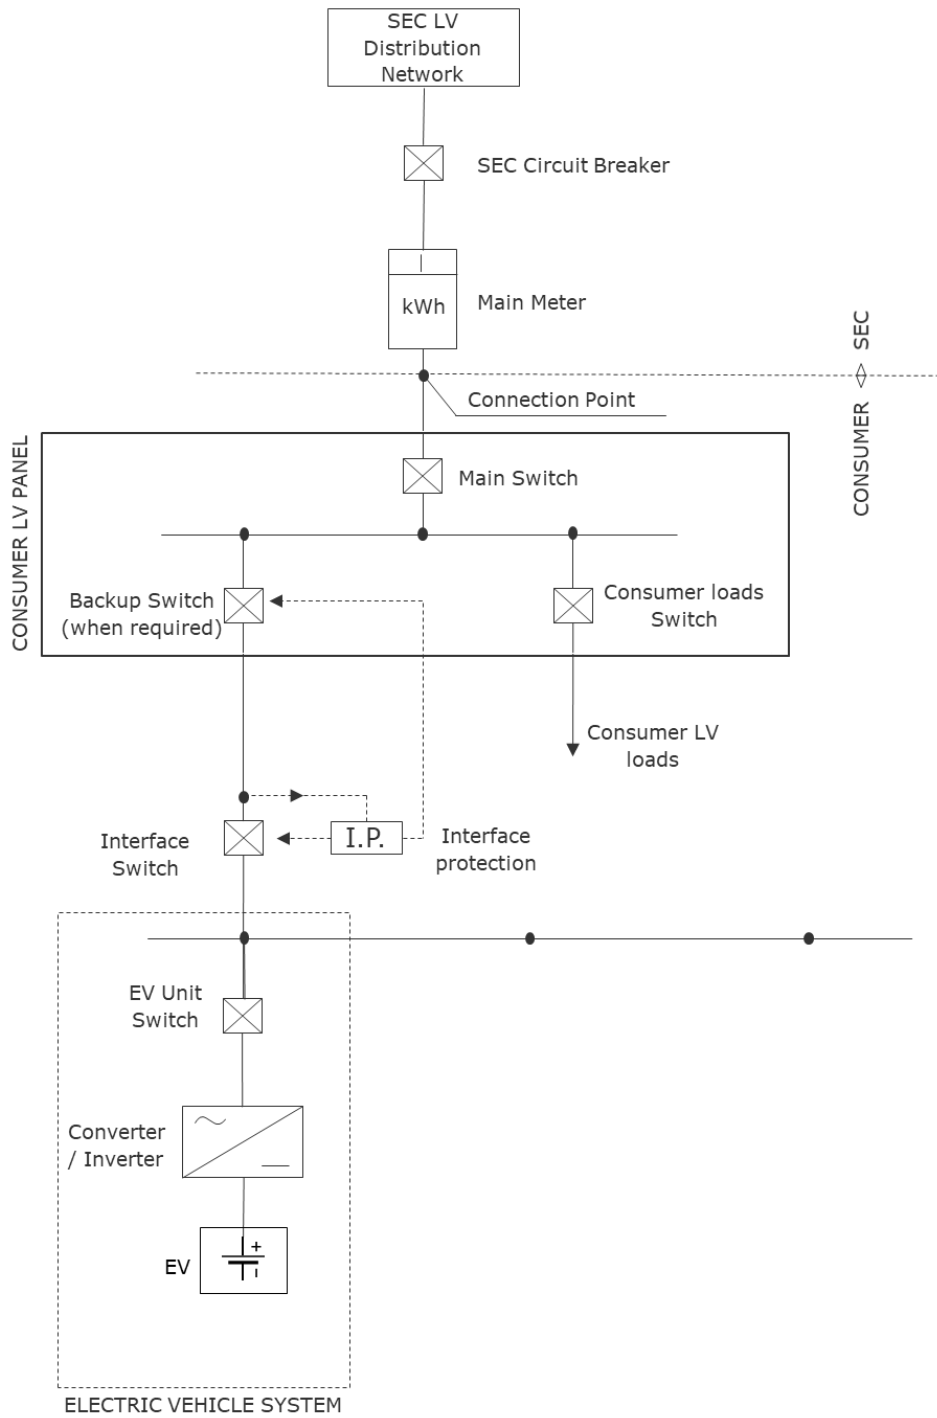 SEC LV
Distribution
Network
SEC Circuit Breaker
kWh
Main Meter
SEC
CONSUMER
Connection Point
CONSUMER LV PANEL
Main Switch
Backup Switch
(when required)
Consumer loads
Switch
Consumer LV
loads
Interface
Switch
I.P.
Interface
protection
EV Unit
Switch
Converter
/ Inverter
EV
+
ELECTRIC VEHICLE SYSTEM